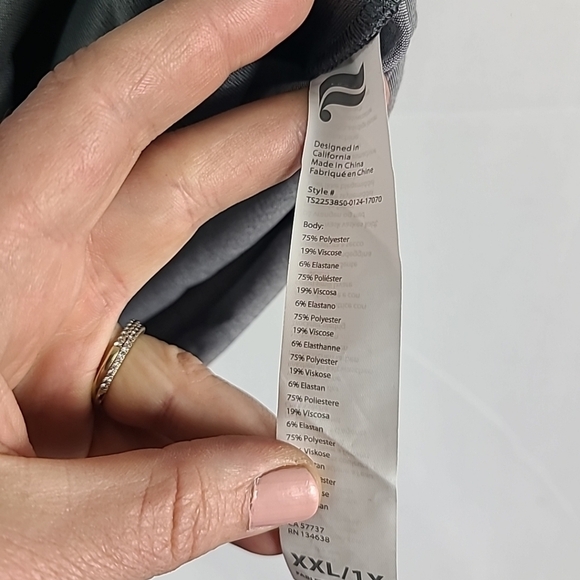 Designed in
California
Made in China
Fabriqué en Chine
Style #
TS2253850-0124-17070
Body:
75% Polyester
19% Viscose
6% Elastane
75% Poliéster
19% Viscosa
6% Elastano
75% Polyester
19% Viscose
6% Elasthanne
75% Polyester
19% Viskose
6% Elastan
75% Poliestere
19% Viscosa
6% Elastan
75% Polyester
Viskose
57737
RN 134638
XXL/1X